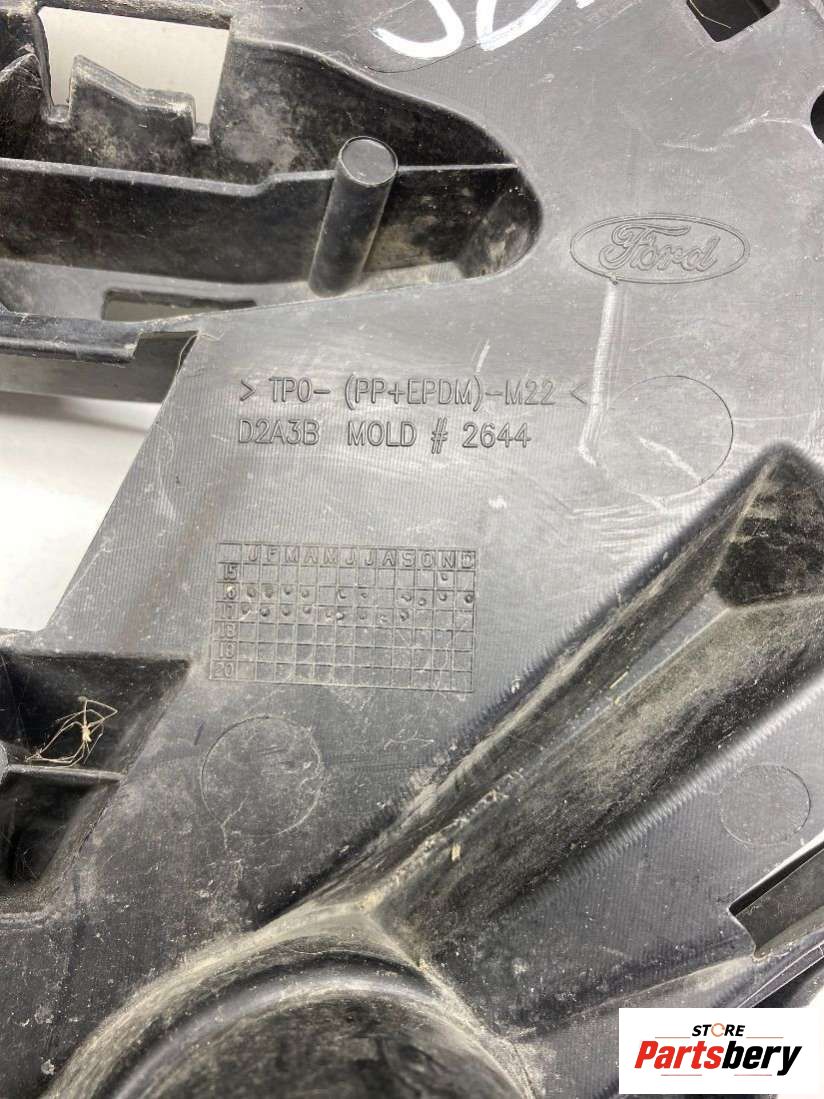 Ford
> TPO-(PP+EPDM)-M22 <
D2A3B MOLD # 2644
J F M A M J J A S O N D
15
16
17
18
19
20
STORE
Partsbery